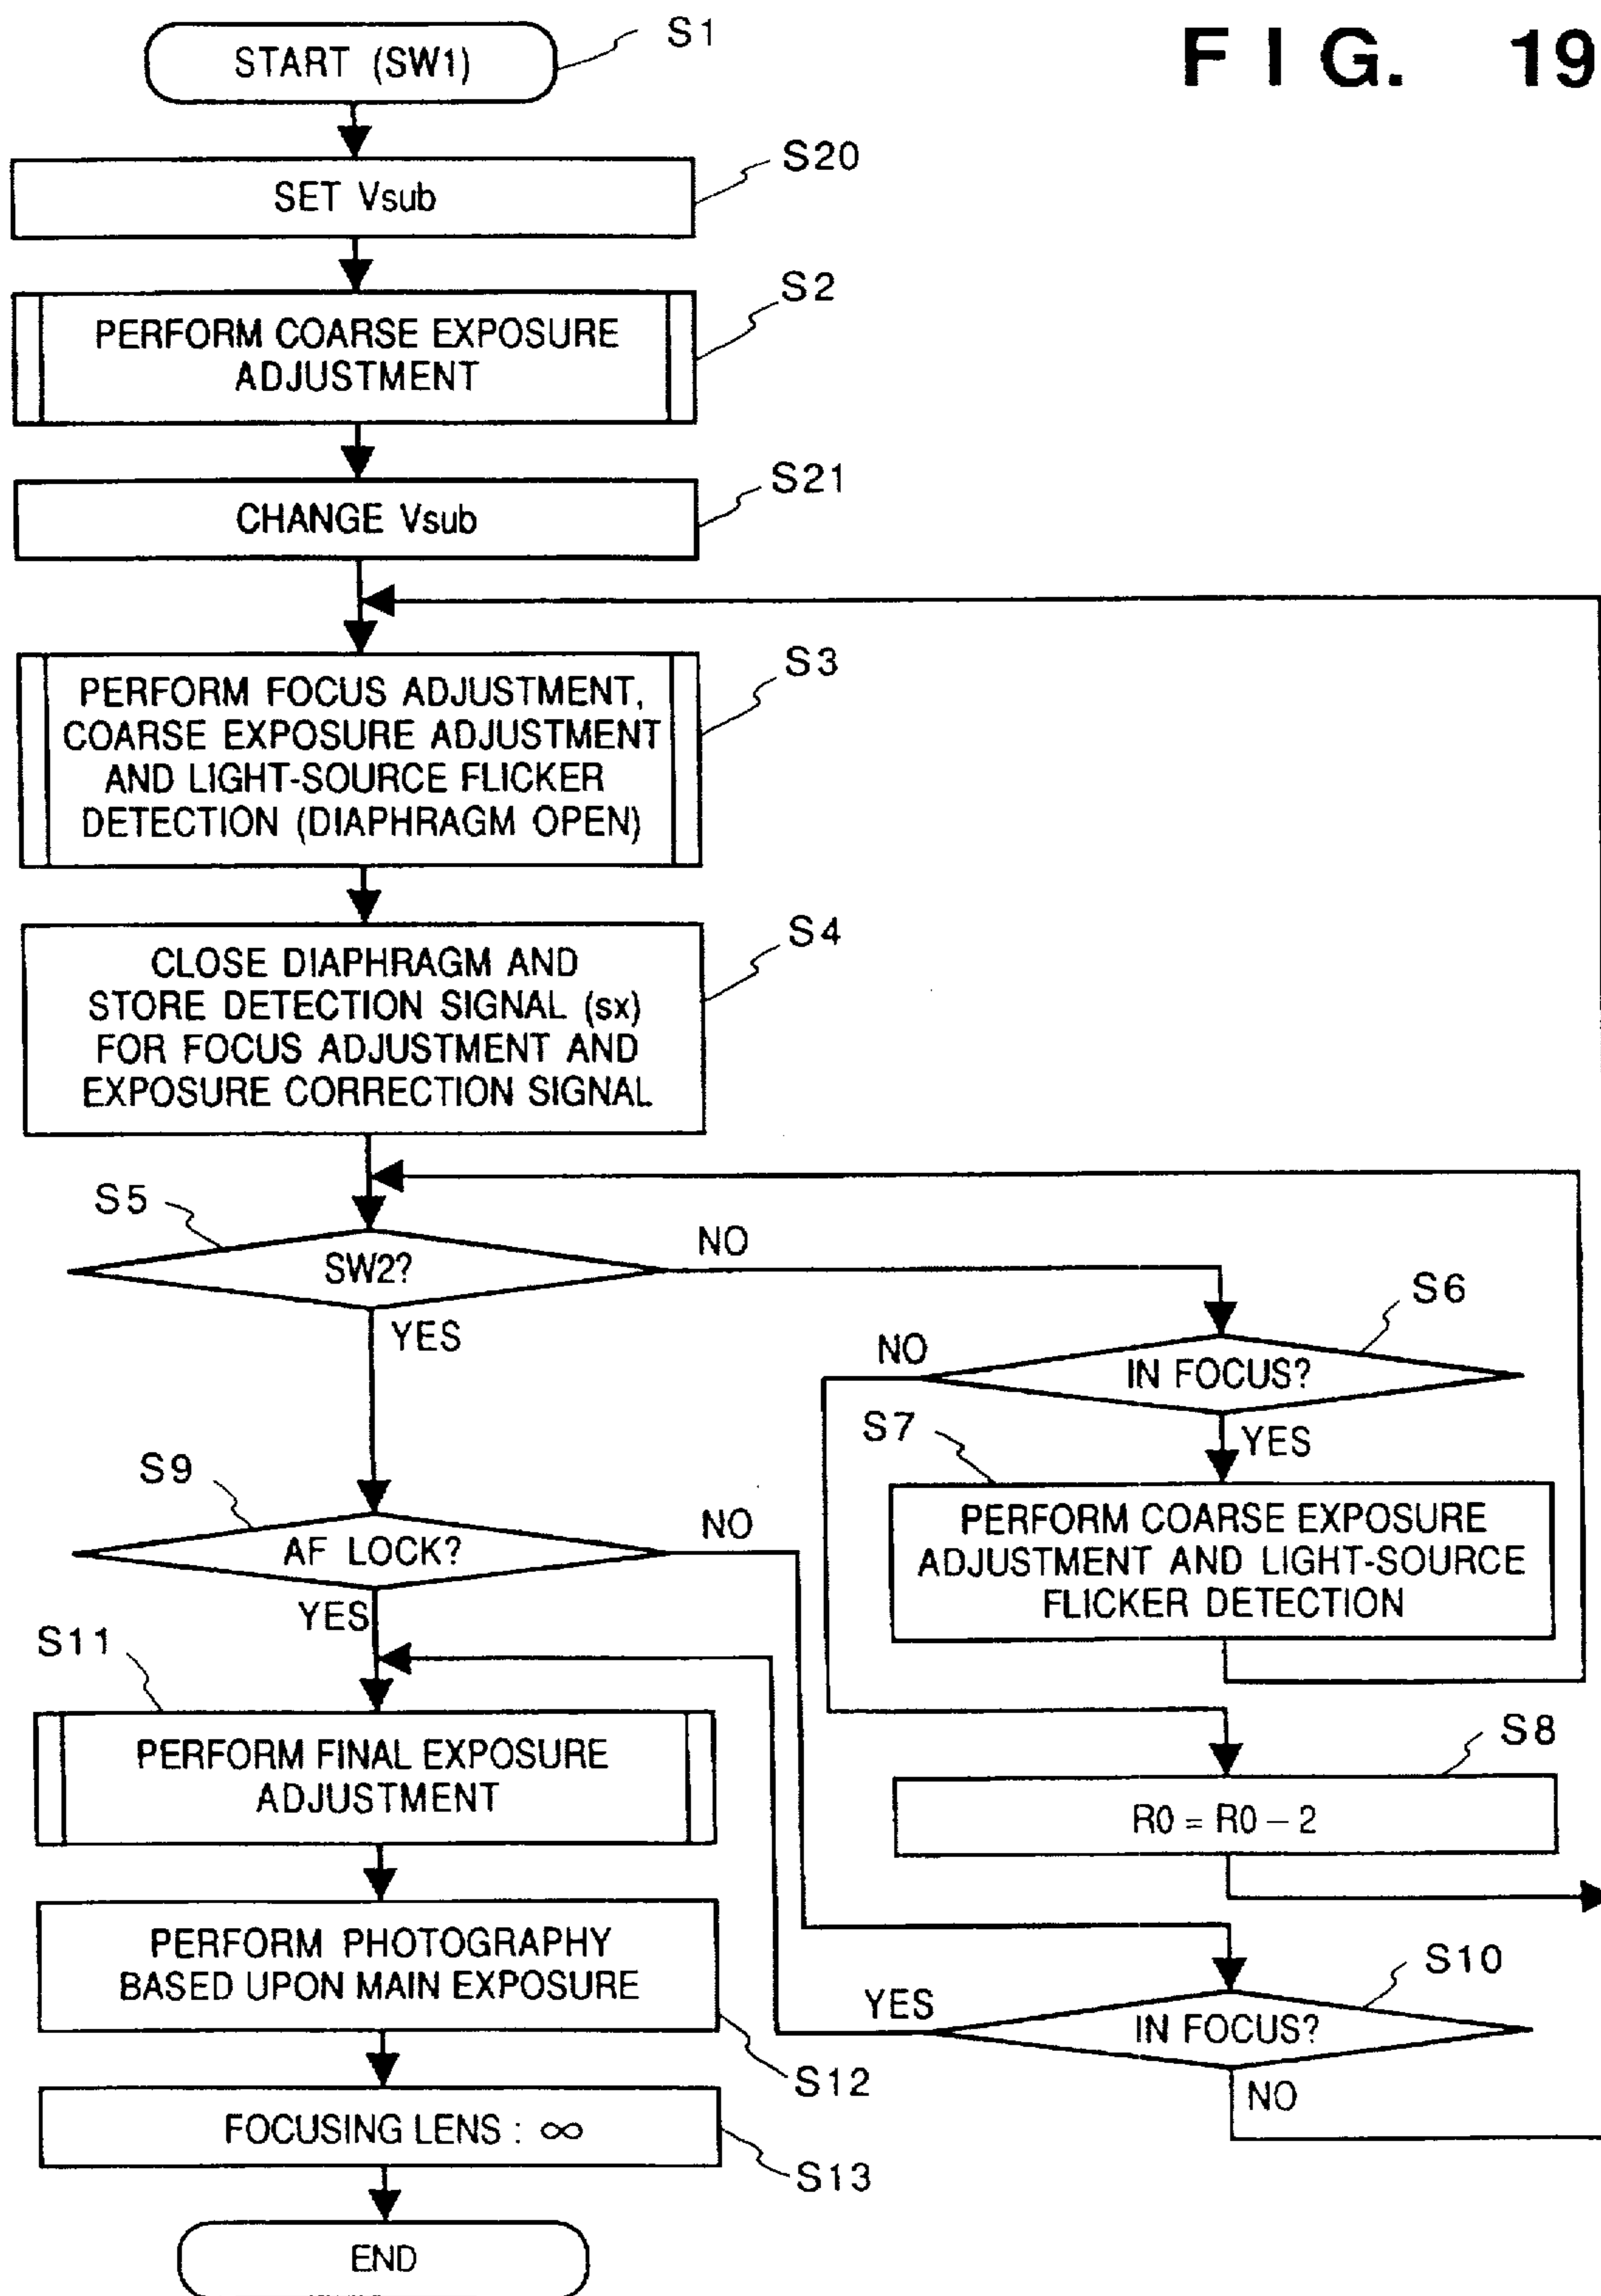 FIG. 19
START (SW1)
S1
SET Vsub
S20
PERFORM COARSE EXPOSURE
ADJUSTMENT
S2
CHANGE Vsub
S21
PERFORM FOCUS ADJUSTMENT,
COARSE EXPOSURE ADJUSTMENT
AND LIGHT-SOURCE FLICKER
DETECTION (DIAPHRAGM OPEN)
S3
CLOSE DIAPHRAGM AND
STORE DETECTION SIGNAL (sx)
FOR FOCUS ADJUSTMENT AND
EXPOSURE CORRECTION SIGNAL
S4
S5
SW2?
NO
YES
S6
IN FOCUS?
NO
YES
S7
PERFORM COARSE EXPOSURE
ADJUSTMENT AND LIGHT-SOURCE
FLICKER DETECTION
S9
AF LOCK?
NO
YES
S8
R0 = R0 − 2
S11
PERFORM FINAL EXPOSURE
ADJUSTMENT
S10
IN FOCUS?
YES
NO
PERFORM PHOTOGRAPHY
BASED UPON MAIN EXPOSURE
S12
FOCUSING LENS : ∞
S13
END